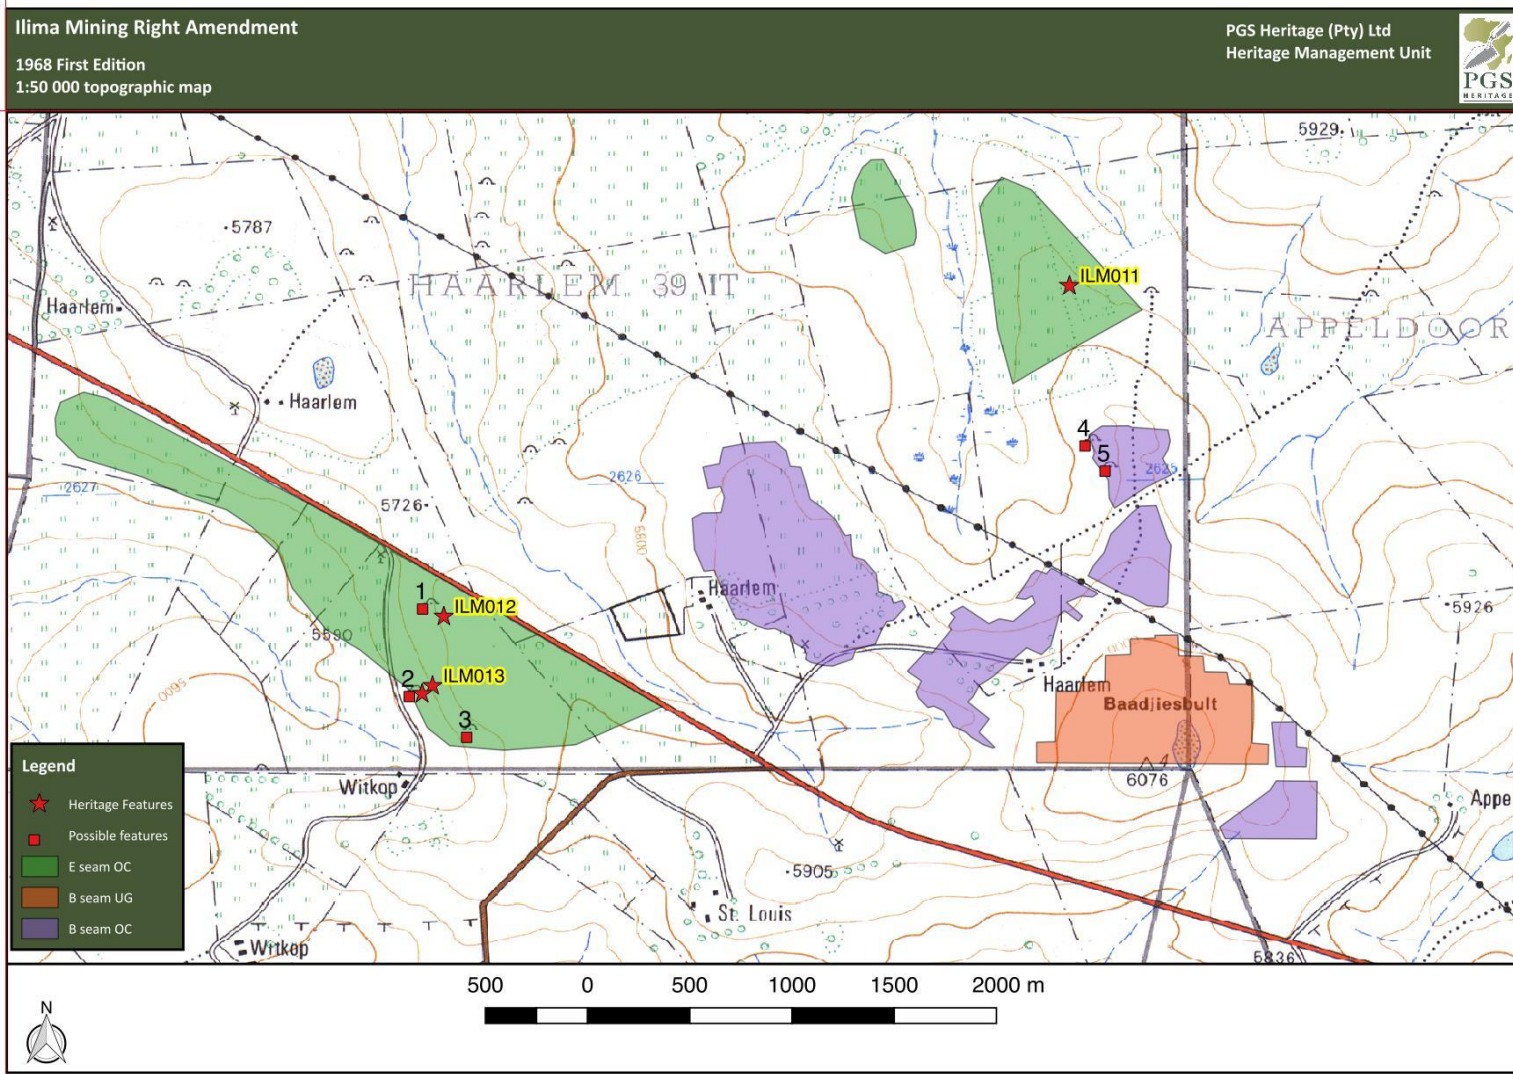 Ilima Mining Right Amendment
1968 First Edition
1:50 000 topographic map
PGS Heritage (Pty) Ltd
Heritage Management Unit
PGS
HERITAGE
5929
5787
ILM011
HAARLEM 39 IT
Haarlem
APPELDOOR
Haarlem
4
5
2625
2626
2627
5726
5500
1
ILM012
Haarlem
5926
5590
ILM013
2
Haarlem
5600
Baadjiesbult
3
6076
Witkop
Appe
5905
St. Louis
Witkop
5836
Legend
Heritage Features
Possible features
E seam OC
B seam UG
B seam OC
500 0 500 1000 1500 2000 m
N